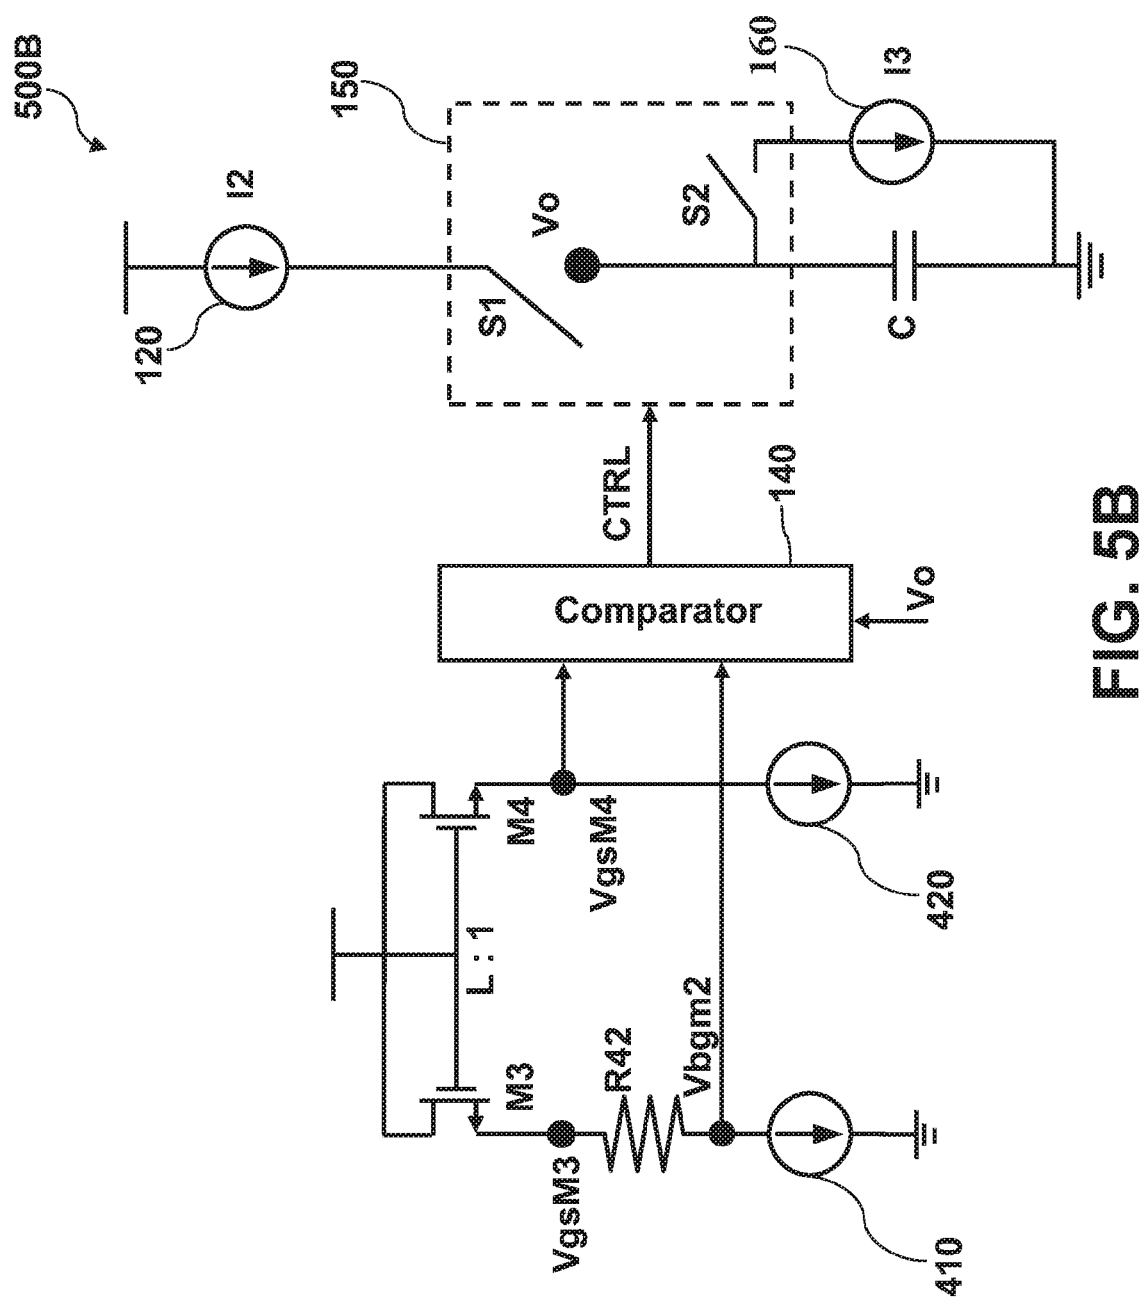 500B
120
I2
150
S1
Vo
S2
160
I3
C
CTRL
Comparator
140
Vo
M4
VgsM4
420
L : 1
M3
VgsM3
R42
Vbgm2
410
FIG. 5B